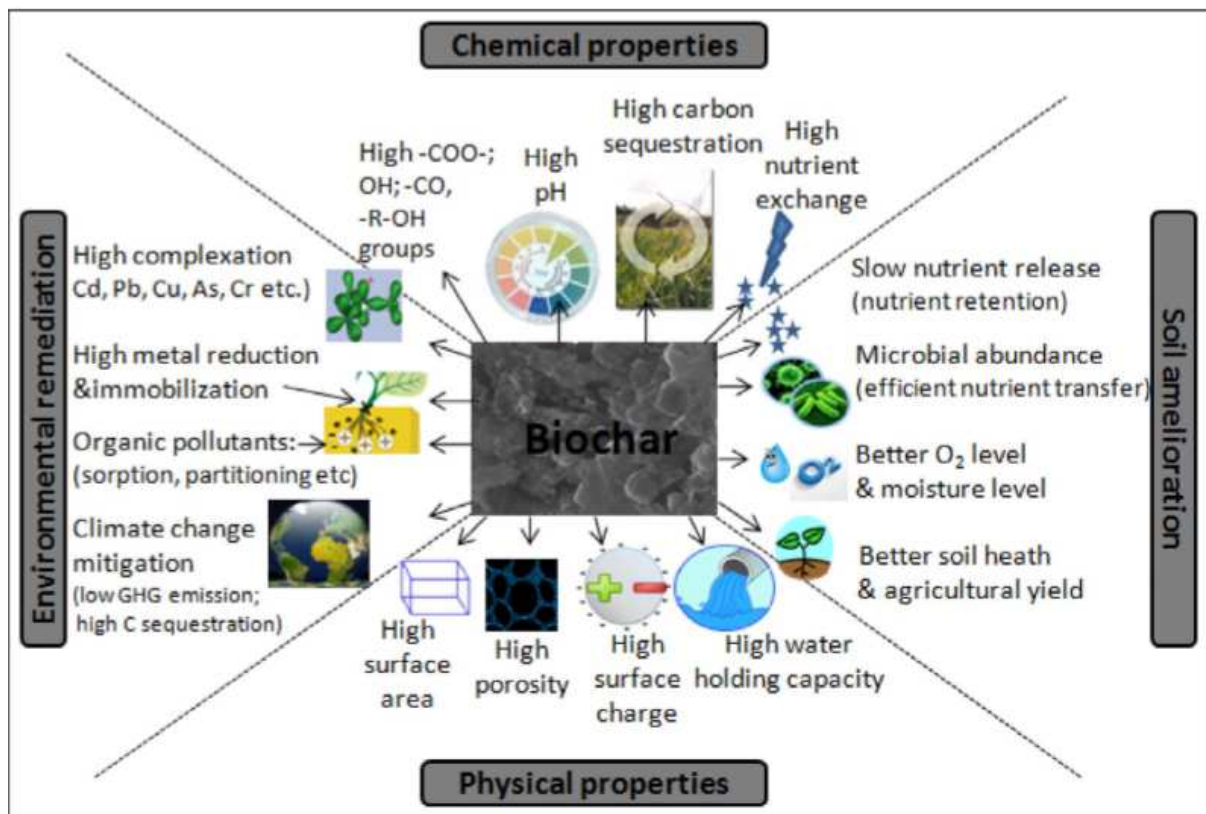 Chemical properties
High -COO-;
OH; -CO,
-R-OH
groups
High
pH
High carbon
sequestration
High
nutrient
exchange
Environmental remediation
High complexation
Cd, Pb, Cu, As, Cr etc.)
High metal reduction
&immobilization
Organic pollutants:
(sorption, partitioning etc)
Climate change
mitigation
(low GHG emission;
high C sequestration)
Biochar
Soil amelioration
Slow nutrient release
(nutrient retention)
Microbial abundance
(efficient nutrient transfer)
Better O₂ level
& moisture level
Better soil heath
& agricultural yield
High
surface
area
High
porosity
High
surface
charge
High water
holding capacity
Physical properties